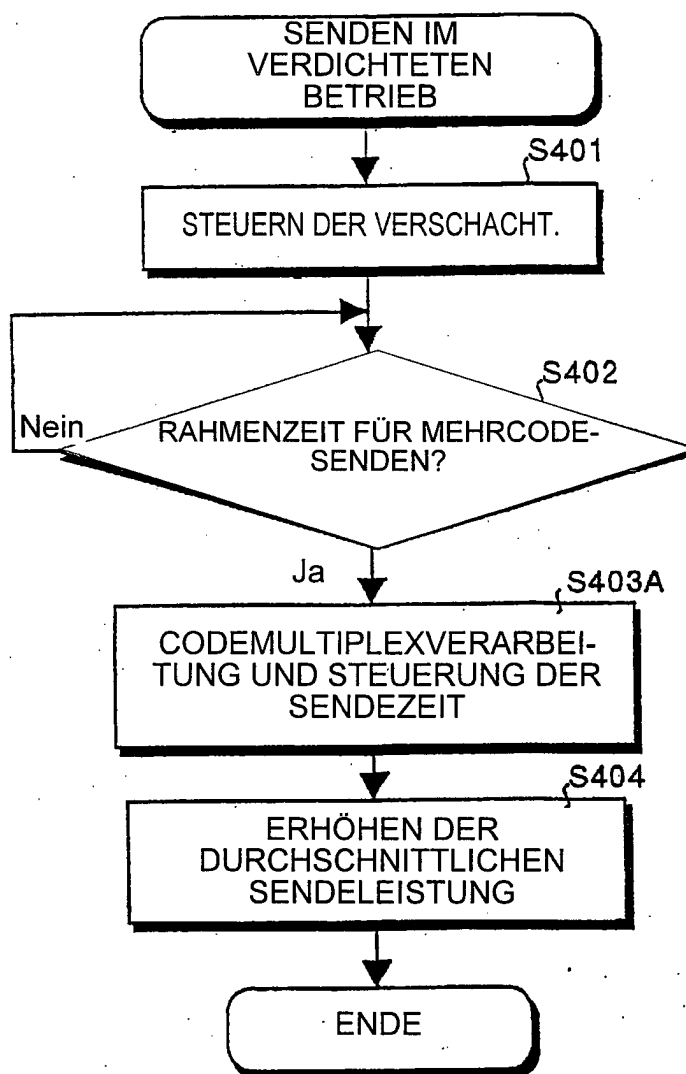 SENDEN IM
VERDICHTETEN
BETRIEB
S401
STEUERN DER VERSCHACHT.
S402
Nein
RAHMENZEIT FÜR MEHRCODE-
SENDEN?
Ja
S403A
CODEMULTIPLEXVERARBEI-
TUNG UND STEUERUNG DER
SENDEZEIT
S404
ERHÖHEN DER
DURCHSCHNITTLICHEN
SENDELEISTUNG
ENDE